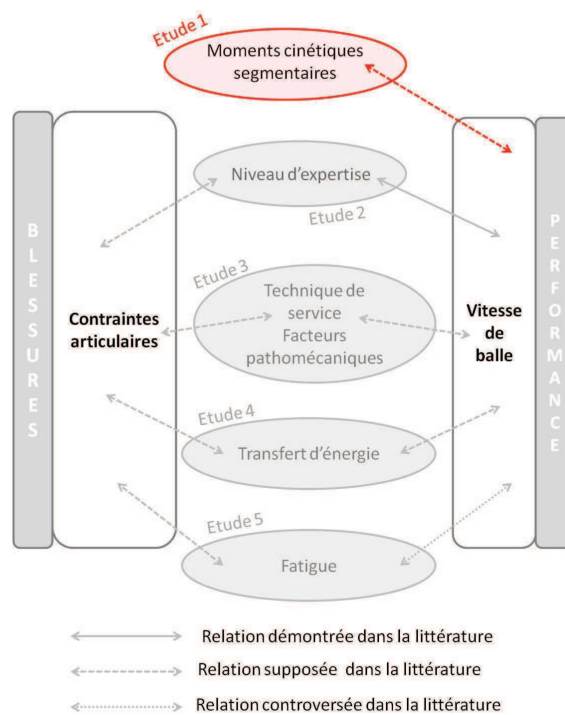 Etude 1
Moments cinétiques
segmentaires
BLESSURES
Contraintes
articulaires
Niveau d'expertise
Etude 2
Etude 3
Technique de
service
Facteurs
pathomécaniques
Etude 4
Transfert d'énergie
Etude 5
Fatigue
Vitesse
de
balle
PERFORMANCE
Relation démontrée dans la littérature
Relation supposée dans la littérature
Relation controversée dans la littérature